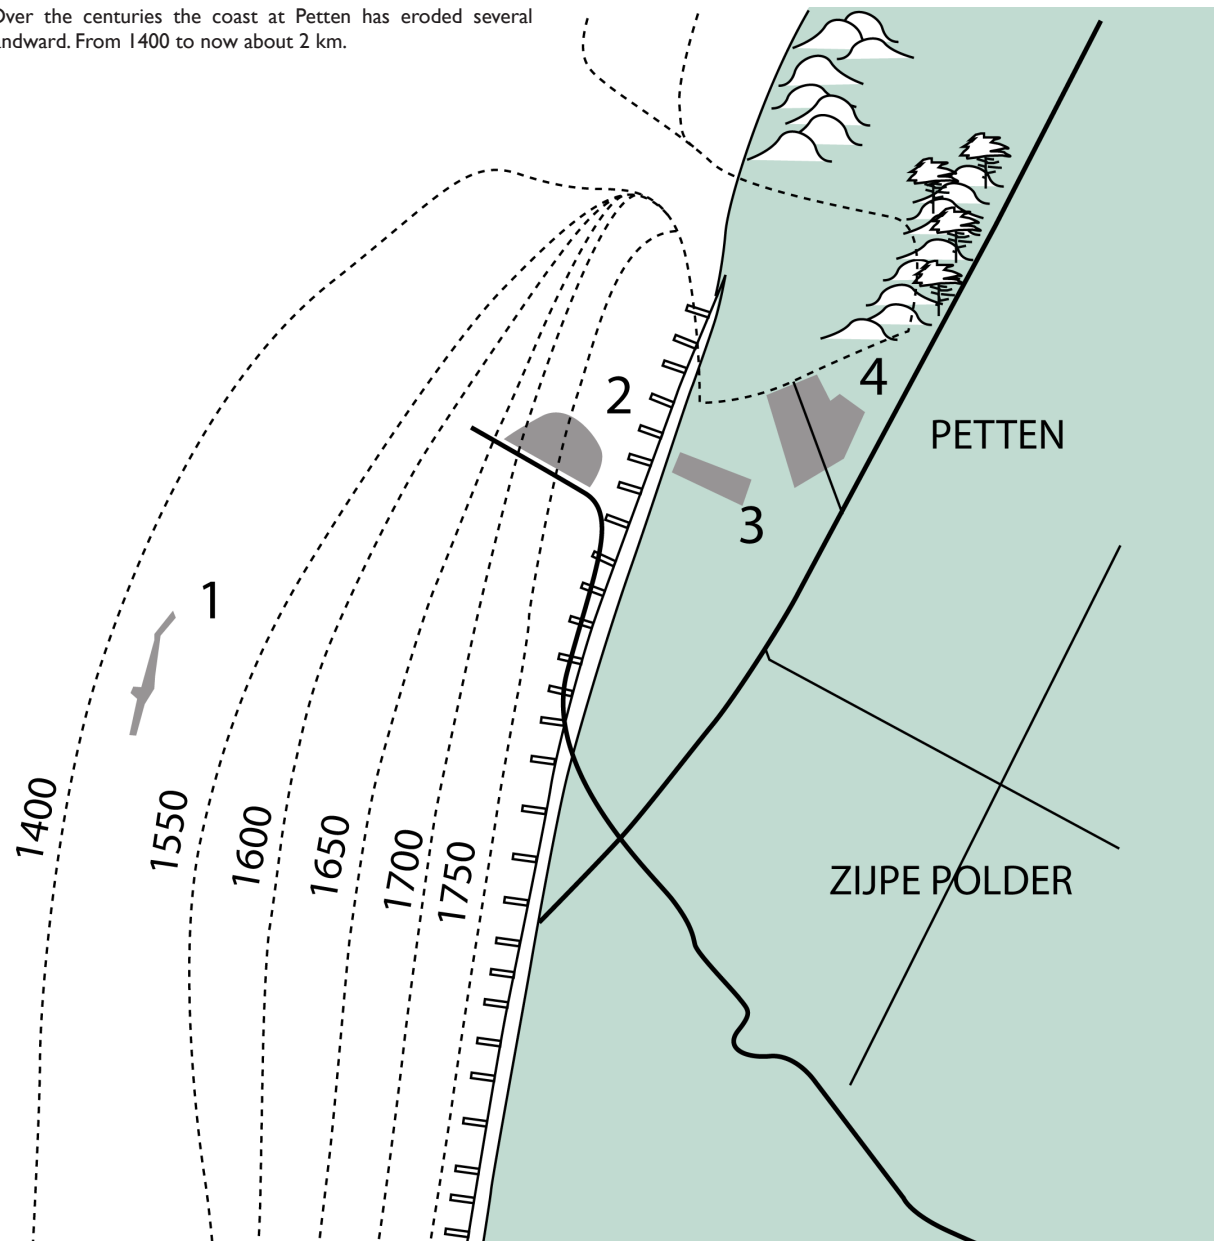 Over the centuries the coast at Petten has eroded several
landward. From 1400 to now about 2 km.
4
2
PETTEN
3
1
1400
1550
1600
1650
1700
1750
ZIJPE POLDER